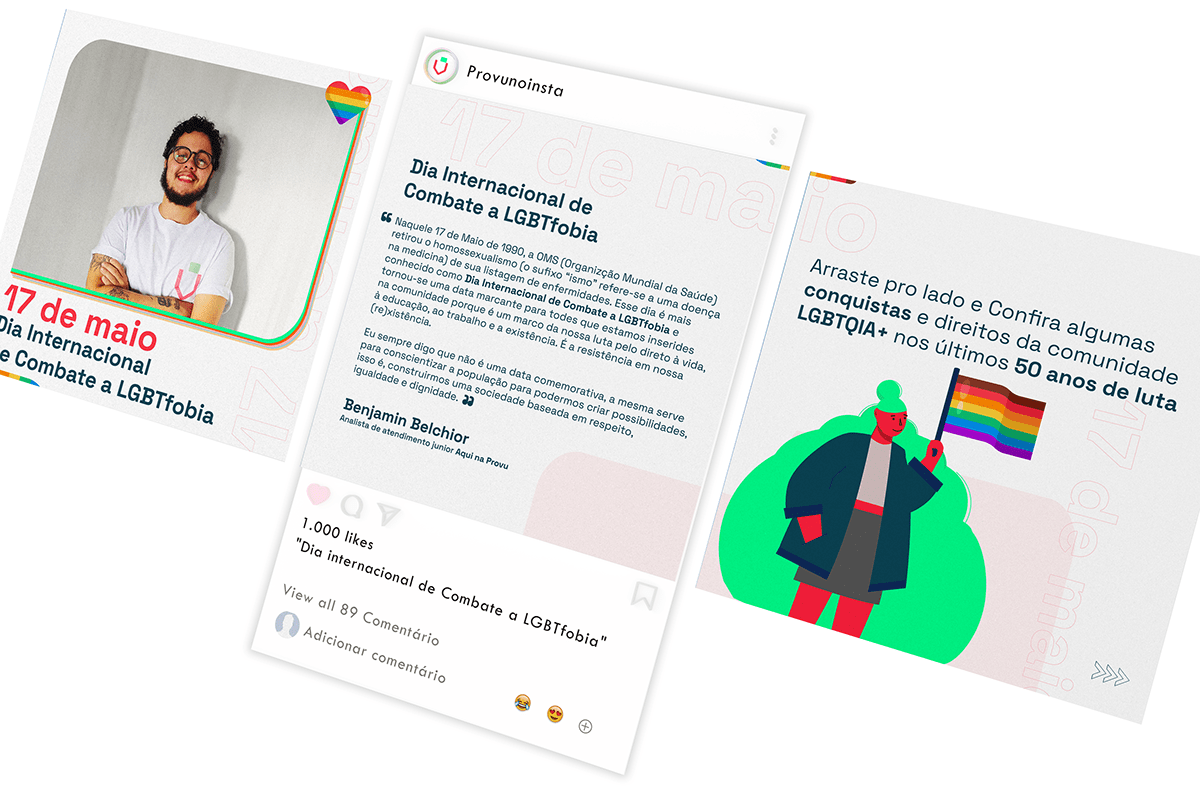 17 de maio
Dia Internacional
e Combate a LGBTfobia
Provunoinsta
17 de maio
Dia Internacional de
Combate a LGBTfobia
“ Naquele 17 de Maio de 1990, a OMS (Organizção Mundial da Saúde)
retirou o homossexualismo (o sufixo “ismo” refere-se a uma doença
na medicina) de sua listagem de enfermidades. Esse dia é mais
conhecido como Dia Internacional de Combate a LGBTfobia e
tornou-se uma data marcante para todes que estamos inserides
na comunidade porque é um marco da nossa luta pelo direto à vida,
à educação, ao trabalho e a existência. É a resistência em nossa
(re)xistência.
Eu sempre digo que não é uma data comemorativa, a mesma serve
para conscientizar a população para podermos criar possibilidades,
isso é, construirmos uma sociedade baseada em respeito,
igualdade e dignidade. ”
Benjamin Belchior
Analista de atendimento junior Aqui na Provu
1.000 likes
"Dia internacional de Combate a LGBTfobia"
View all 89 Comentário
Adicionar comentário
Arraste pro lado e Confira algumas
conquistas e direitos da comunidade
LGBTQIA+ nos últimos 50 anos de luta
17 de maio